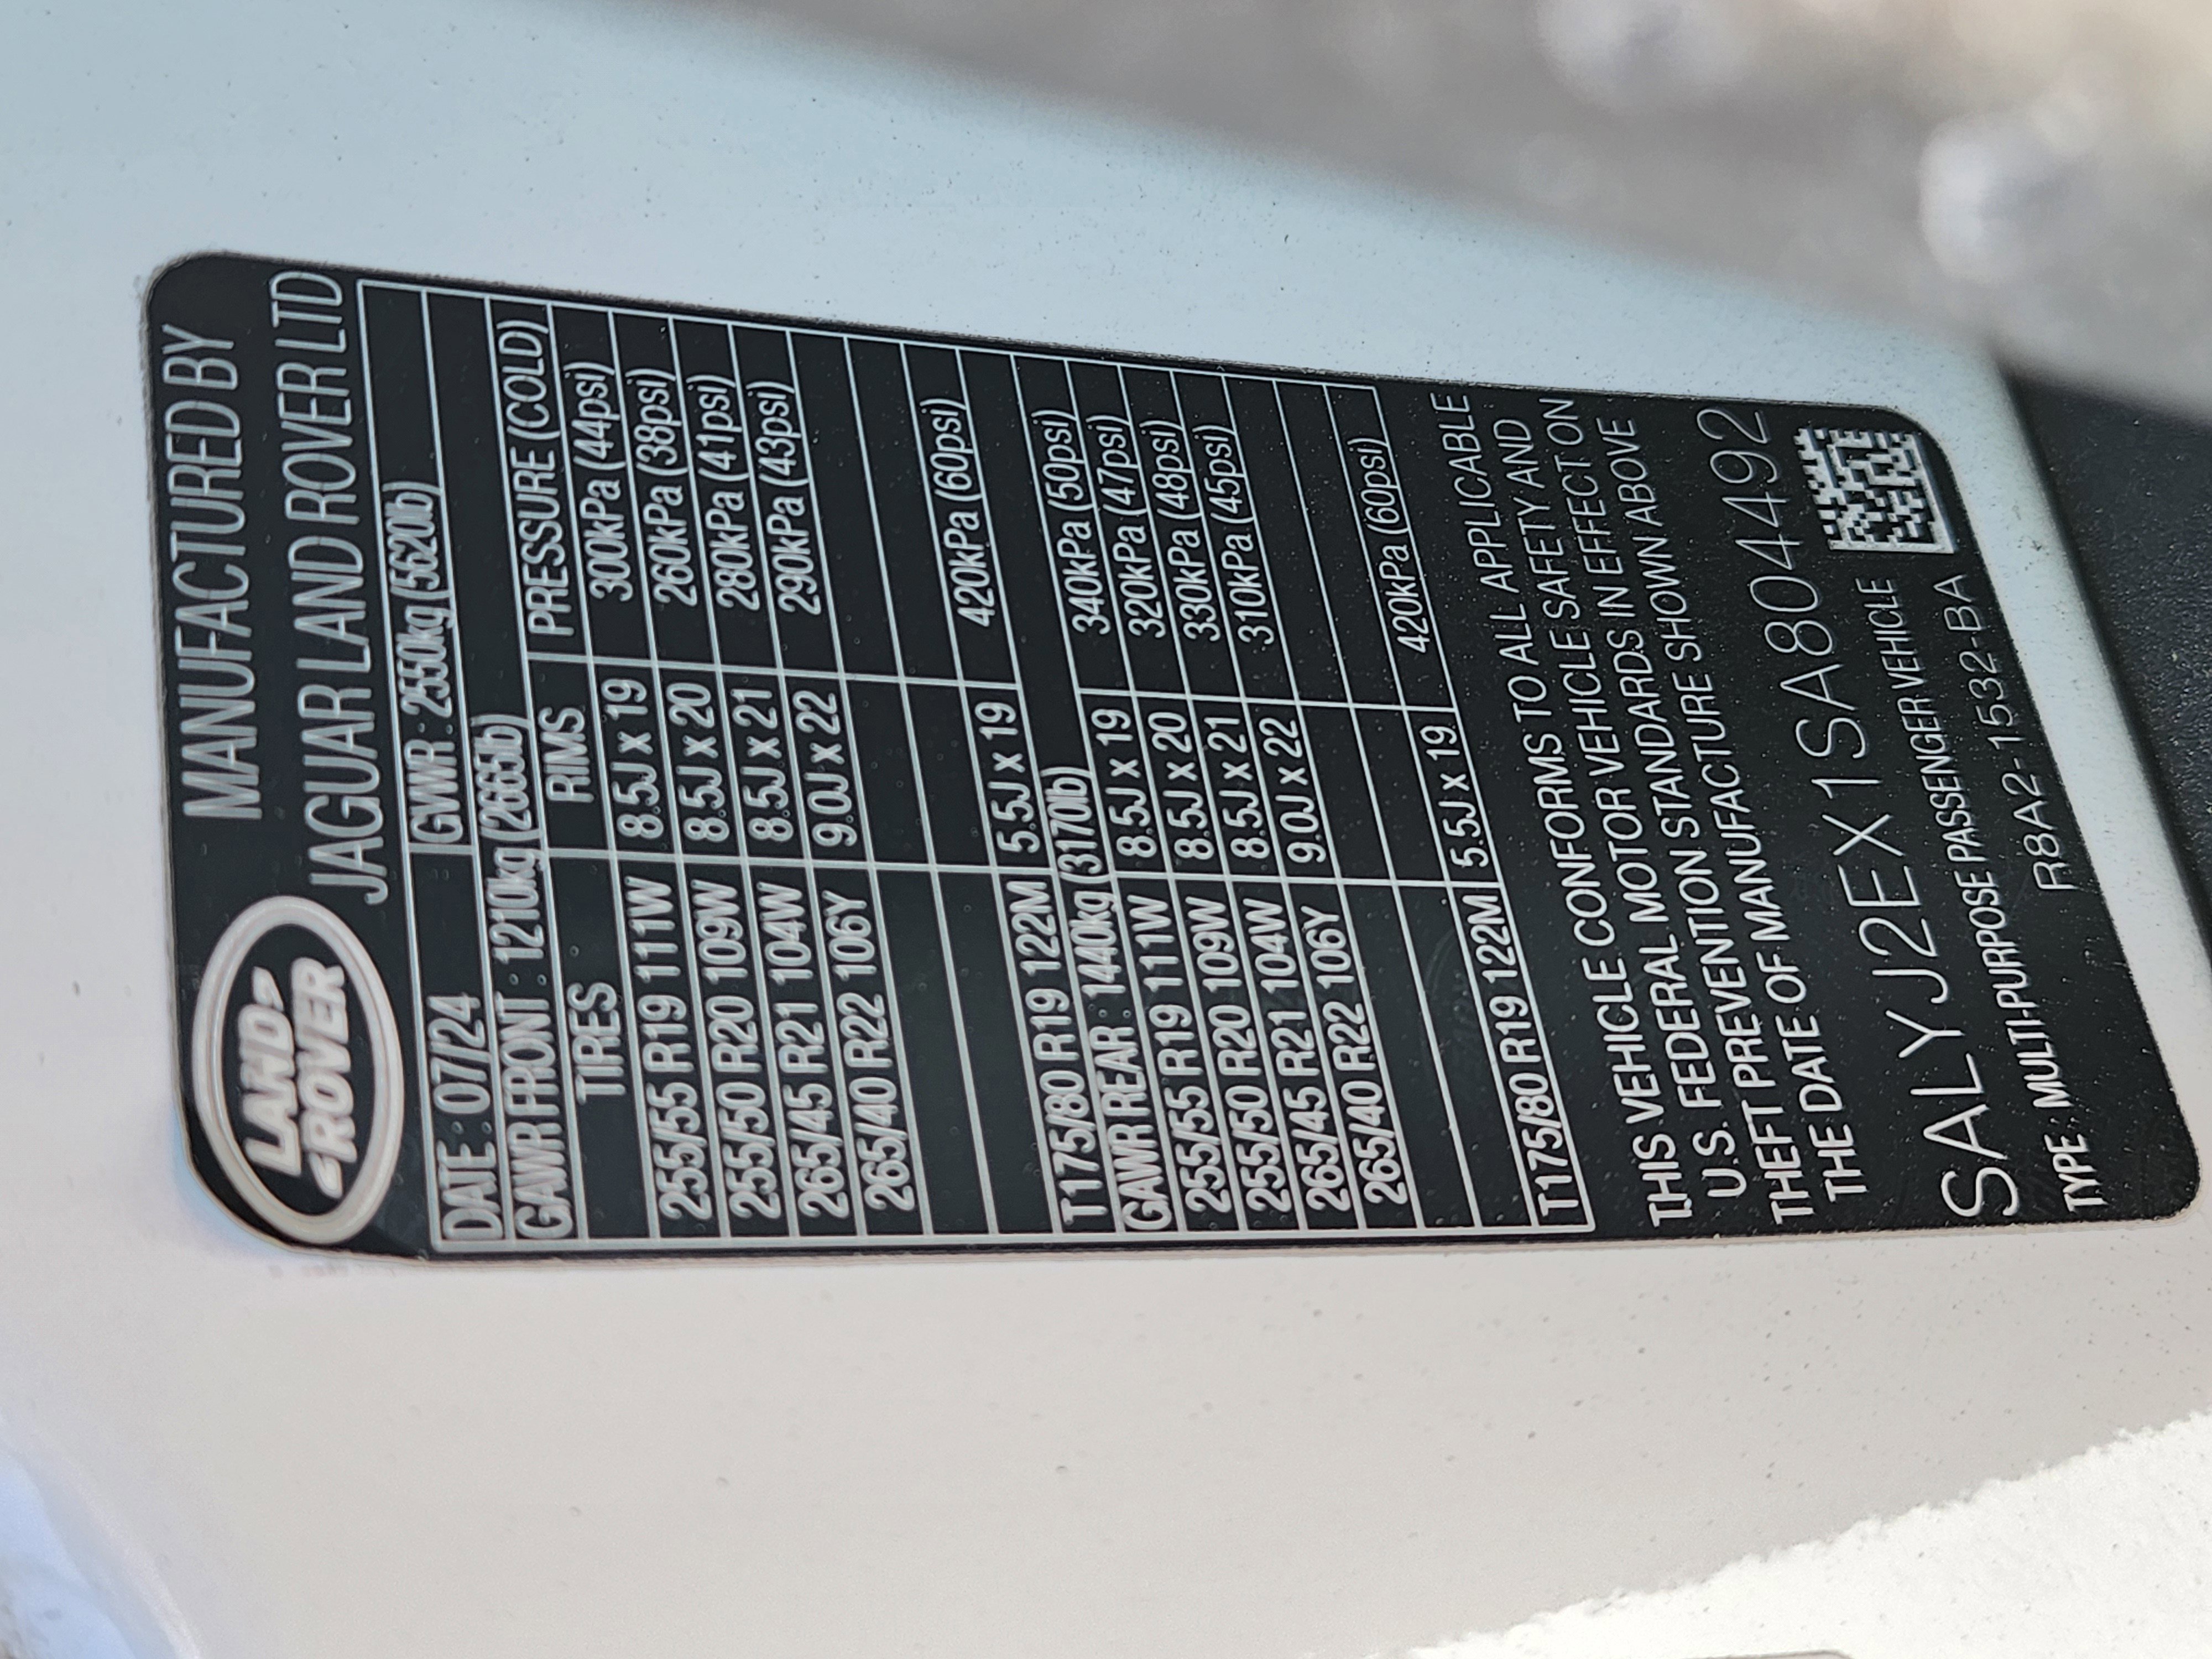 LAND ROVER
MANUFACTURED BY
JAGUAR LAND ROVER LTD
DATE : 07/24 GVWR : 2550kg (5620lb)
GAWR FRONT : 1210kg (2665lb)
TIRES RIMS PRESSURE (COLD)
255/55 R19 111W 8.5J x 19 300kPa (44psi)
255/50 R20 109W 8.5J x 20 260kPa (38psi)
265/45 R21 104W 8.5J x 21 280kPa (41psi)
265/40 R22 106Y 9.0J x 22 290kPa (43psi)
T175/80 R19 122M 5.5J x 19 420kPa (60psi)
GAWR REAR : 1440kg (3170lb)
255/55 R19 111W 8.5J x 19 340kPa (50psi)
255/50 R20 109W 8.5J x 20 320kPa (47psi)
265/45 R21 104W 8.5J x 21 330kPa (48psi)
265/40 R22 106Y 9.0J x 22 310kPa (45psi)
T175/80 R19 122M 5.5J x 19 420kPa (60psi)
THIS VEHICLE CONFORMS TO ALL APPLICABLE
U.S. FEDERAL MOTOR VEHICLE SAFETY AND
THEFT PREVENTION STANDARDS IN EFFECT ON
THE DATE OF MANUFACTURE SHOWN ABOVE
SALYJ2EX1SA804492
TYPE : MULTI-PURPOSE PASSENGER VEHICLE
R8A2-1532-BA